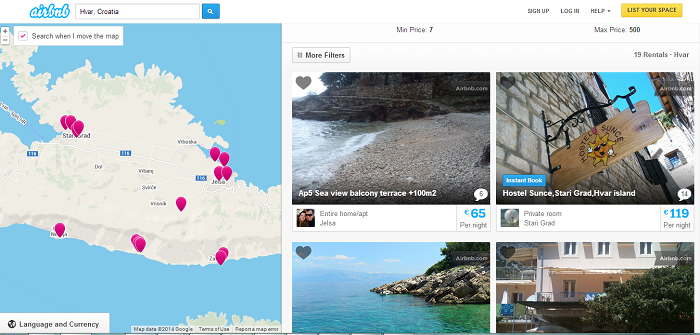 airbnb
Hvar, Croatia
SIGN UP
LOG IN
HELP
LIST YOUR SPACE
+
-
Search when I move the map
Stari Grad
Dol
Vrbanj
Vrboska
Svirče
Vrisnik
Jelsa
116
116
116
Language and Currency
Map data ©2014 Google
Terms of Use
Report a map error
Min Price: 7
Max Price: 500
More Filters
19 Rentals - Hvar
Airbnb.com
Ap5 Sea view balcony terrace +100m2
6
Entire home/apt
Jelsa
€65
Per night
Airbnb.com
HOSTEL SUNCE
Instant Book
Hostel Sunce,Stari Grad,Hvar island
14
Private room
Stari Grad
€119
Per night
Airbnb.com
Airbnb.com